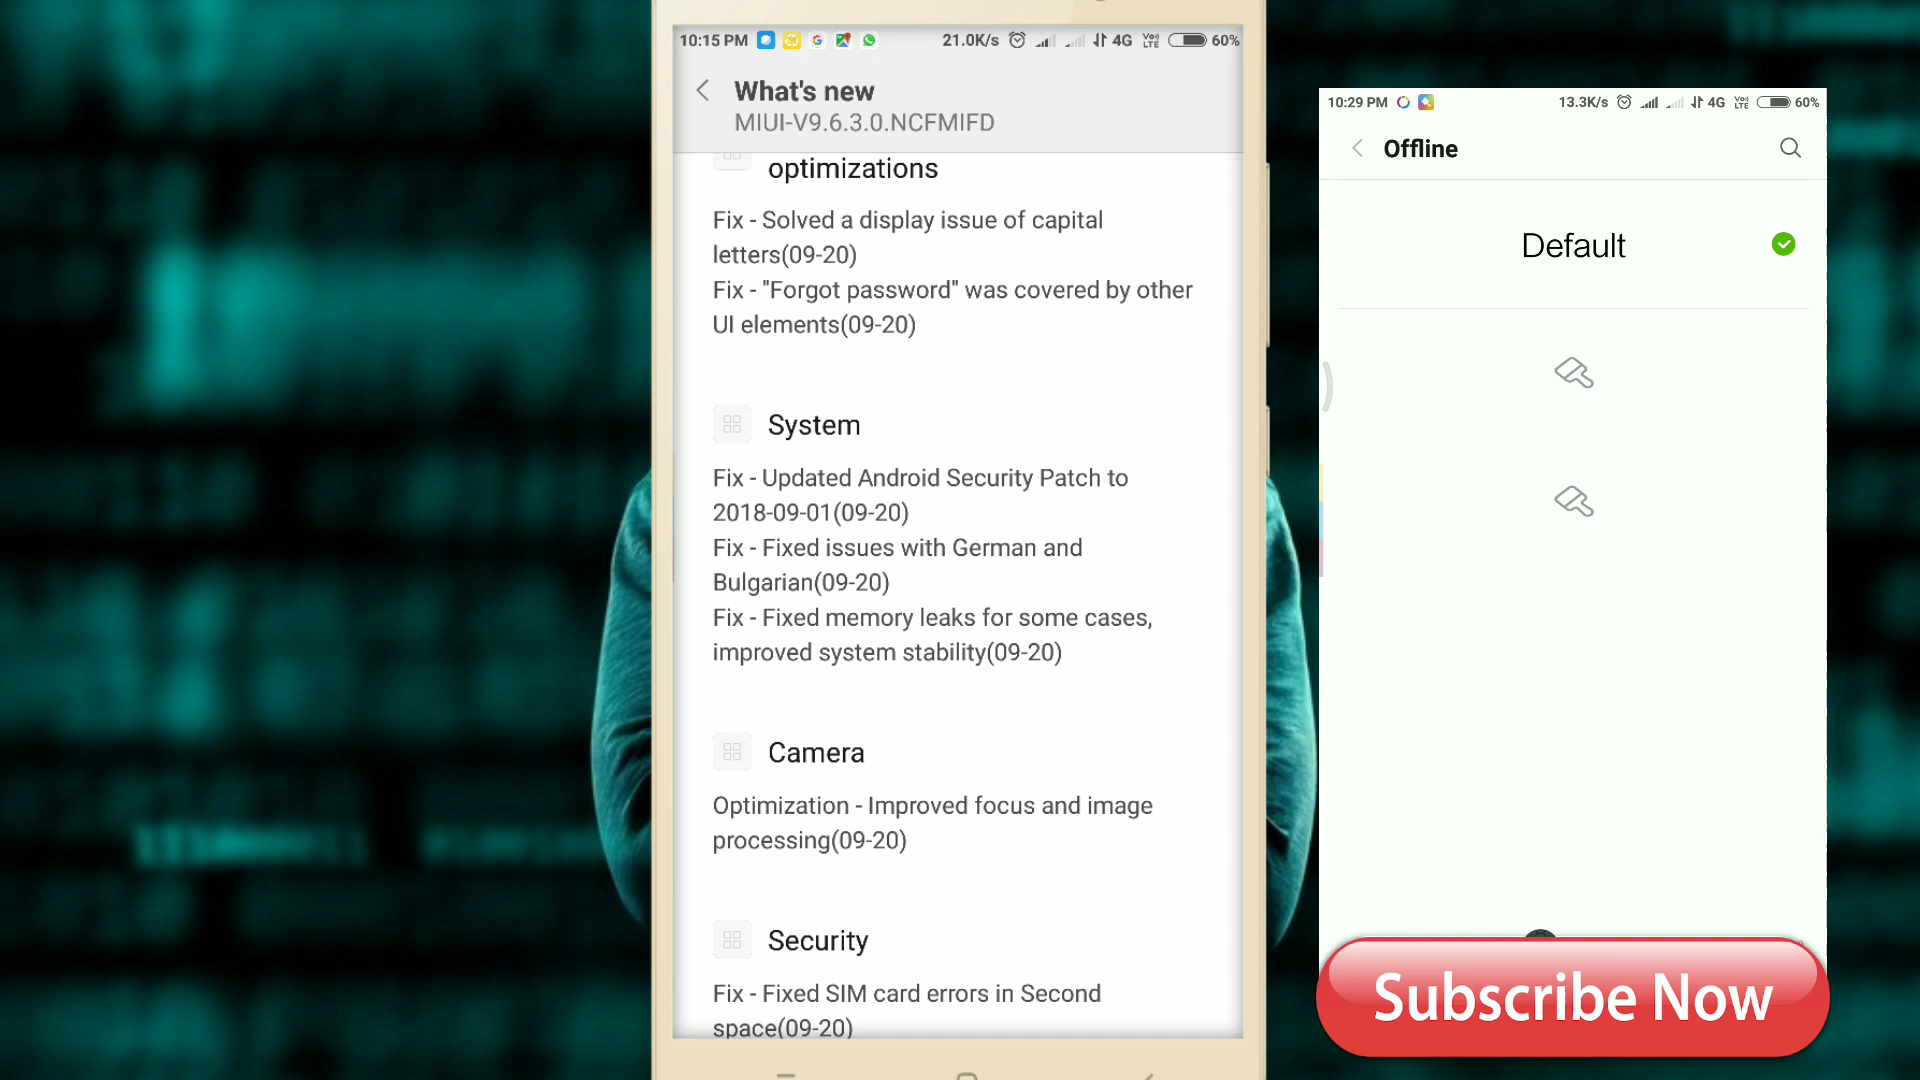 10:15 PM
21.0K/s 4G VoLTE 60%
What's new
MIUI-V9.6.3.0.NCFMIFD
optimizations
Fix - Solved a display issue of capital
letters(09-20)
Fix - "Forgot password" was covered by other
UI elements(09-20)
System
Fix - Updated Android Security Patch to
2018-09-01(09-20)
Fix - Fixed issues with German and
Bulgarian(09-20)
Fix - Fixed memory leaks for some cases,
improved system stability(09-20)
Camera
Optimization - Improved focus and image
processing(09-20)
Security
Fix - Fixed SIM card errors in Second
space(09-20)
10:29 PM
13.3K/s 4G VoLTE 60%
Offline
Default
Subscribe Now